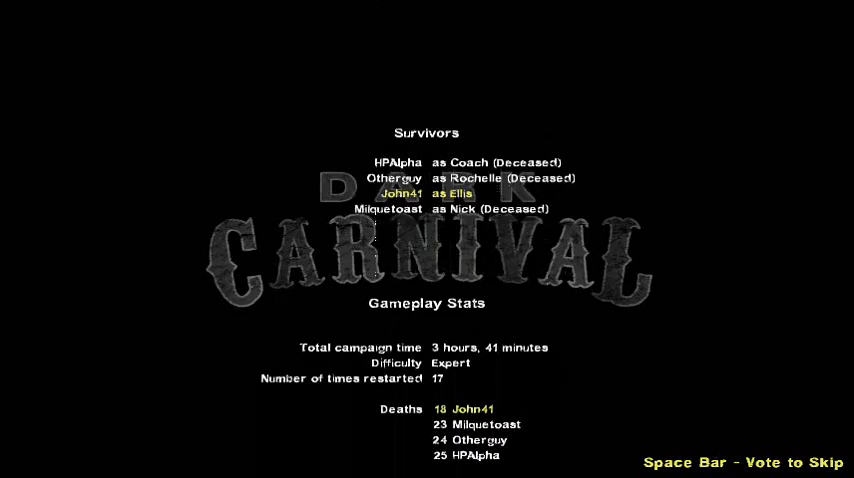 Survivors
HPAlpha as Coach (Deceased)
Otherguy as Rochelle (Deceased)
DARK
John41 as Ellis
Milquetoast as Nick (Deceased)
CARNIVAL
Gameplay Stats
Total campaign time 3 hours, 41 minutes
Difficulty Expert
Number of times restarted 17
Deaths 18 John41
23 Milquetoast
24 Otherguy
25 HPAlpha
Space Bar - Vote to Skip